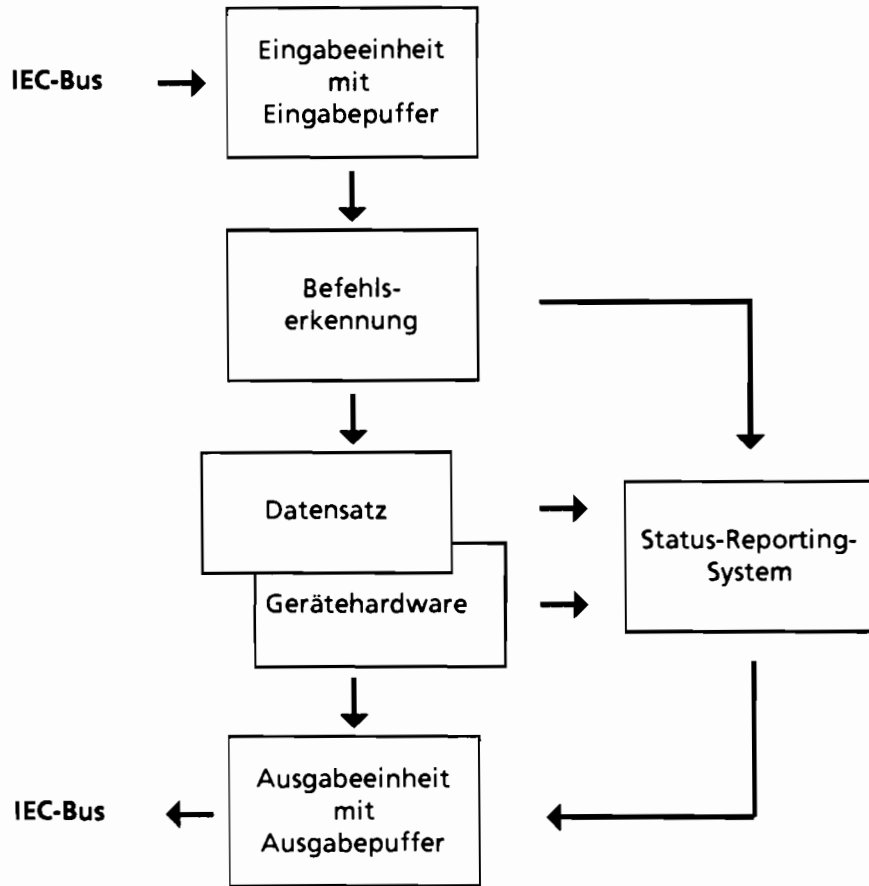 IEC-Bus
Eingabeeinheit
mit
Eingabepuffer
Befehls-
erkennung
Datensatz
Gerätehardware
Status-Reporting-
System
IEC-Bus
Ausgabeeinheit
mit
Ausgabepuffer